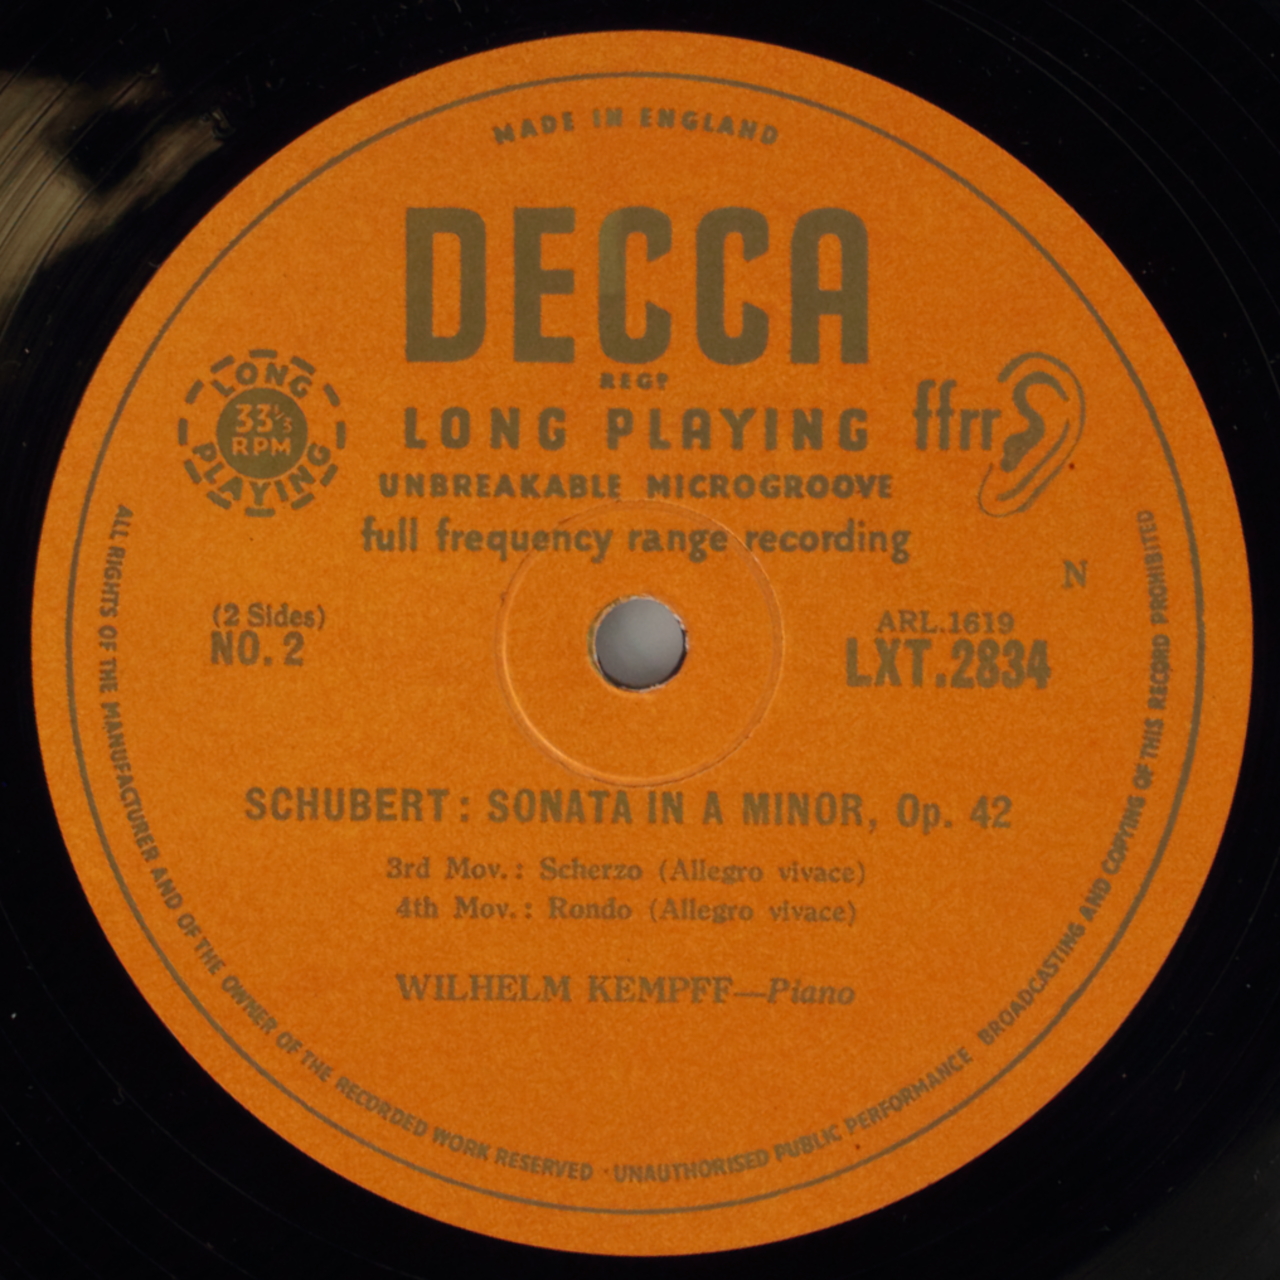 MADE IN ENGLAND
DECCA
REGD
LONG PLAYING
33⅓
RPM
LONG PLAYING
ffrr
UNBREAKABLE MICROGROOVE
full frequency range recording
N
(2 Sides)
NO. 2
ARL.1619
LXT.2834
SCHUBERT: SONATA IN A MINOR, Op. 42
3rd Mov.: Scherzo (Allegro vivace)
4th Mov.: Rondo (Allegro vivace)
WILHELM KEMPFF—Piano
ALL RIGHTS OF THE MANUFACTURER AND OF THE OWNER OF THE RECORDED WORK RESERVED · UNAUTHORISED PUBLIC PERFORMANCE BROADCASTING AND COPYING OF THIS RECORD PROHIBITED